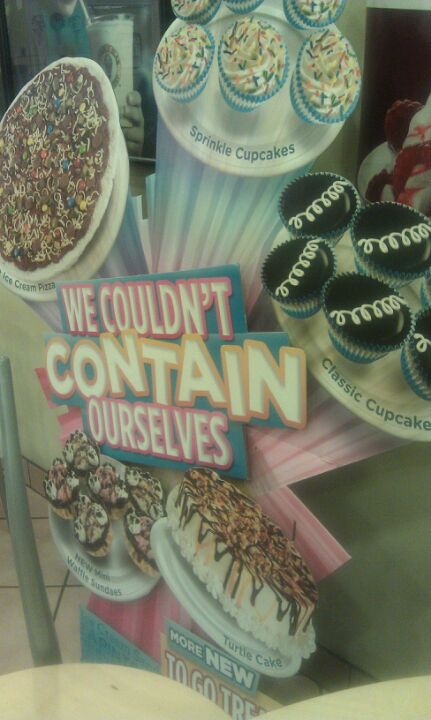 Sprinkle Cupcakes
Ice Cream Pizza
WE COULDN'T
CONTAIN
OURSELVES
Classic Cupcake
NEW Mini
Waffle Sundaes
Turtle Cake
MORE NEW
TO GO TRE